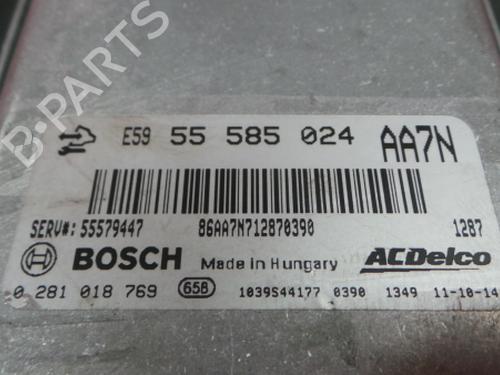 E59 55 585 024 AA7N
SERV#: 55579447 86AA7N712870390 1287
BOSCH Made in Hungary ACDelco
0 281 018 769 658 1039S44177 0390 1349 11-10-14
B-PARTS